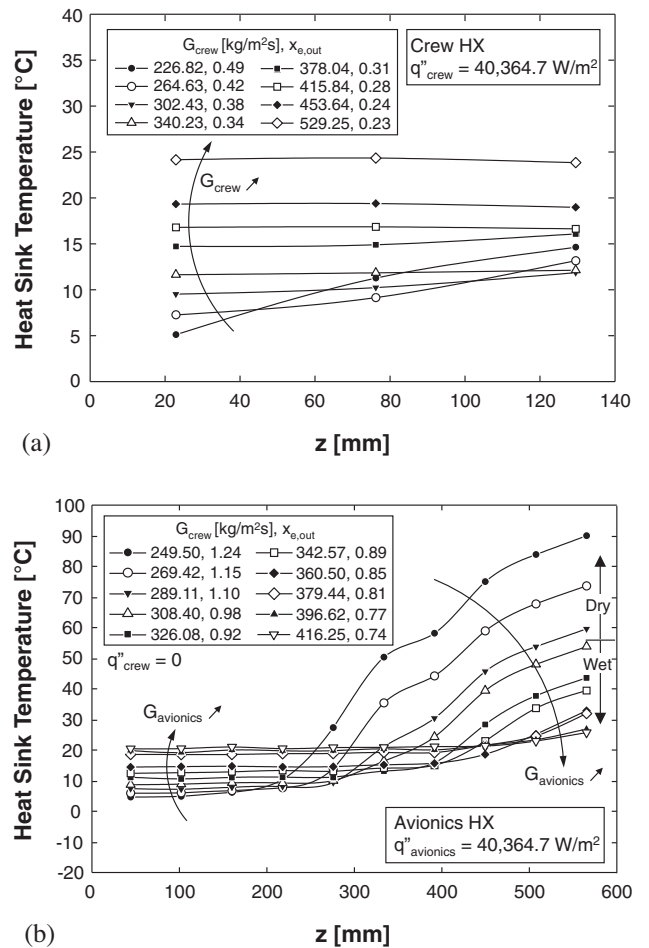 40
35
30
25
20
15
10
5
0
Heat Sink Temperature [°C]
G_crew [kg/m²s], x_e,out
226.82, 0.49
264.63, 0.42
302.43, 0.38
340.23, 0.34
378.04, 0.31
415.84, 0.28
453.64, 0.24
529.25, 0.23
Crew HX
q"_crew = 40,364.7 W/m²
G_crew ↗
0 20 40 60 80 100 120 140
(a)
z [mm]
100
90
80
70
60
50
40
30
20
10
0
-10
-20
Heat Sink Temperature [°C]
G_crew [kg/m²s], x_e,out
249.50, 1.24
269.42, 1.15
289.11, 1.10
308.40, 0.98
326.08, 0.92
342.57, 0.89
360.50, 0.85
379.44, 0.81
396.62, 0.77
416.25, 0.74
q"_crew = 0
G_avionics ↗
Dry
Wet
G_avionics ↗
Avionics HX
q"_avionics = 40,364.7 W/m²
0 100 200 300 400 500 600
(b)
z [mm]